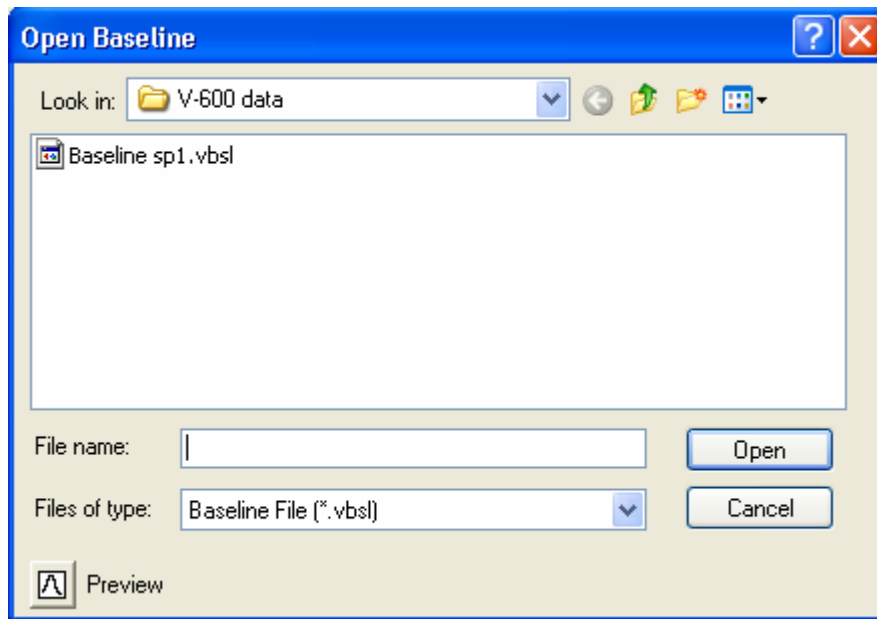 Open Baseline
Look in: V-600 data
Baseline sp1.vbsl
File name: Open
Files of type: Baseline File (*.vbsl) Cancel
Preview